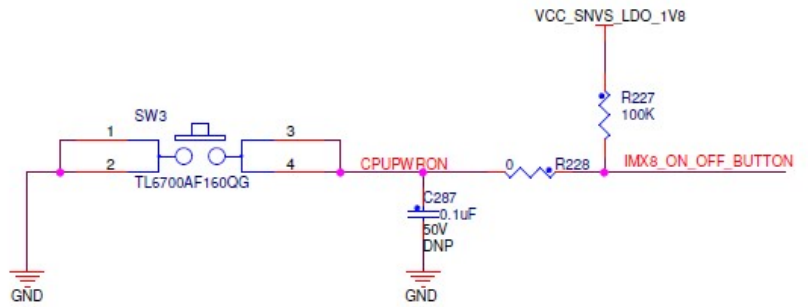 VCC_SNVS_LDO_1V8
SW3
R227
100K
1
3
2
4
CPUPWRON
0
R228
IMX8_ON_OFF_BUTTON
TL6700AF160QG
C287
0.1uF
50V
DNP
GND
GND